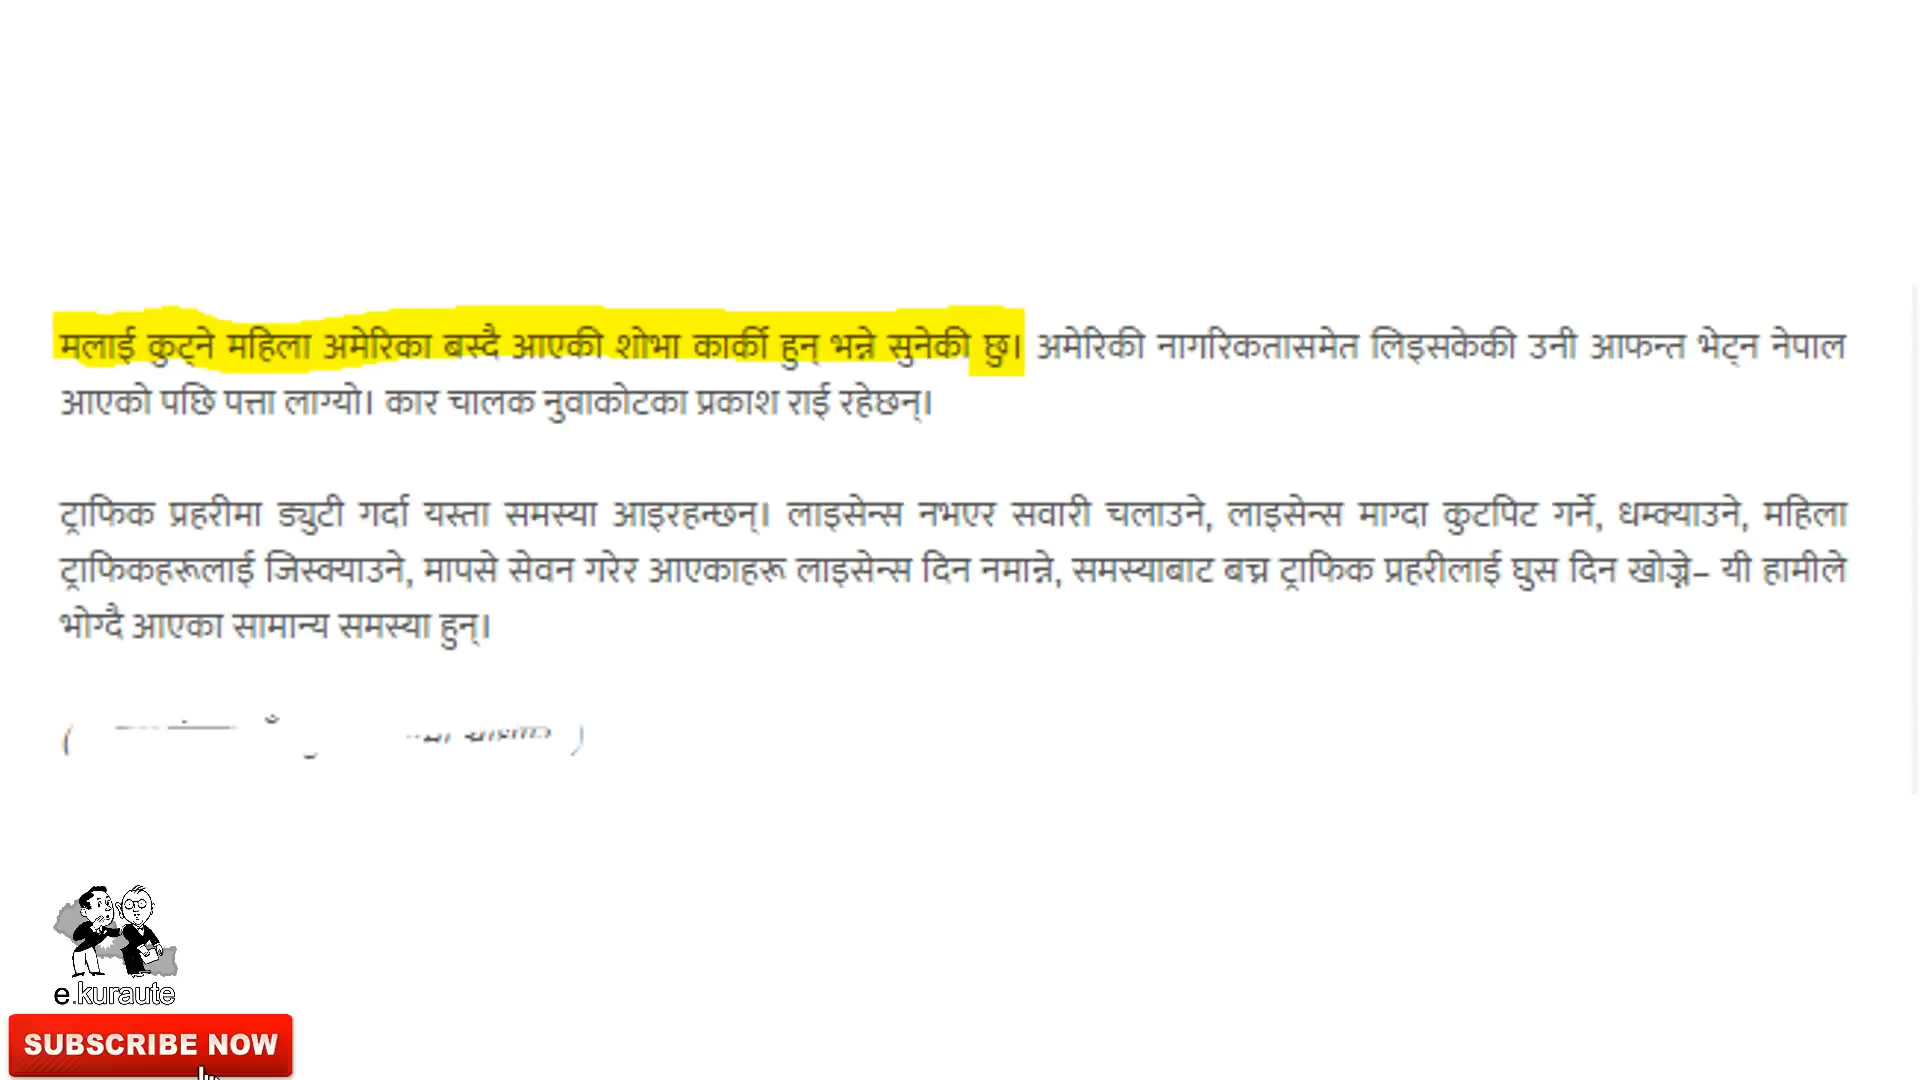 मलाई कुट्ने महिला अमेरिका बस्दै आएकी शोभा कार्की हुन् भन्ने सुनेकी छु। अमेरिकी नागरिकतासमेत लिइसकेकी उनी आफन्त भेट्न नेपाल
आएको पछि पत्ता लाग्यो। कार चालक नुवाकोटका प्रकाश राई रहेछन्।
ट्राफिक प्रहरीमा ड्युटी गर्दा यस्ता समस्या आइरहन्छन्। लाइसेन्स नभएर सवारी चलाउने, लाइसेन्स माग्दा कुटपिट गर्ने, धम्क्याउने, महिला
ट्राफिकहरूलाई जिस्क्याउने, मापसे सेवन गरेर आएकाहरू लाइसेन्स दिन नमान्ने, समस्याबाट बच्न ट्राफिक प्रहरीलाई घुस दिन खोज्ने– यी हामीले
भोग्दै आएका सामान्य समस्या हुन्।
e.kuraute
SUBSCRIBE NOW